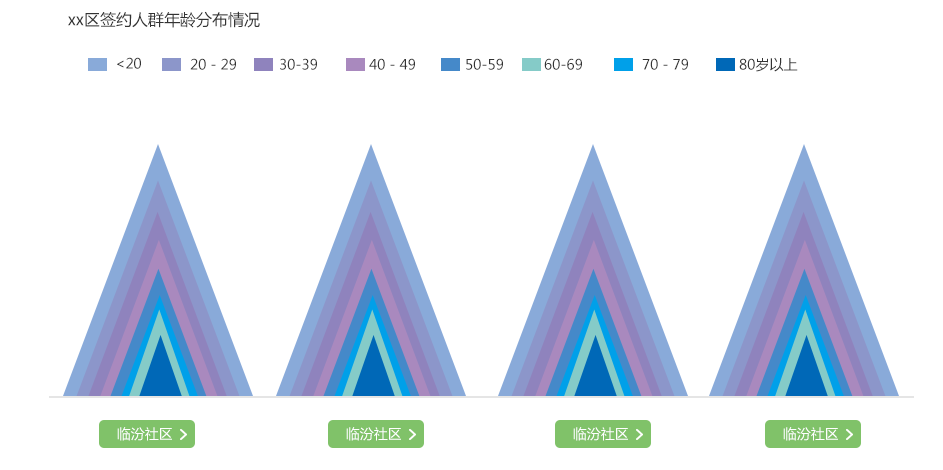 xx区签约人群年龄分布情况
<20 20 - 29 30-39 40 - 49 50-59 60-69 70 - 79 80岁以上
临汾社区 临汾社区 临汾社区 临汾社区